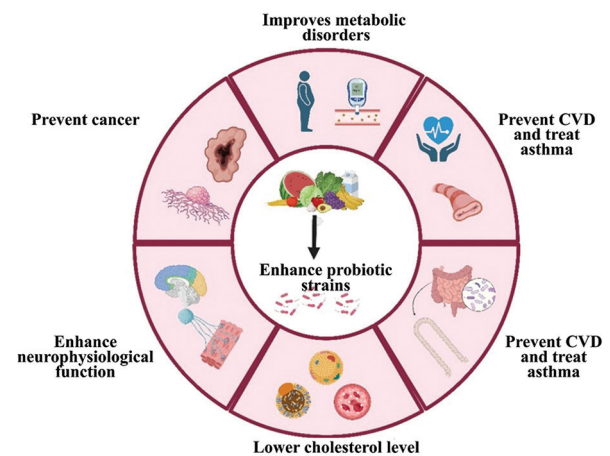 Improves metabolic
disorders
Prevent cancer
Prevent CVD
and treat
asthma
Enhance probiotic
strains
Enhance
neurophysiological
function
Prevent CVD
and treat
asthma
Lower cholesterol level